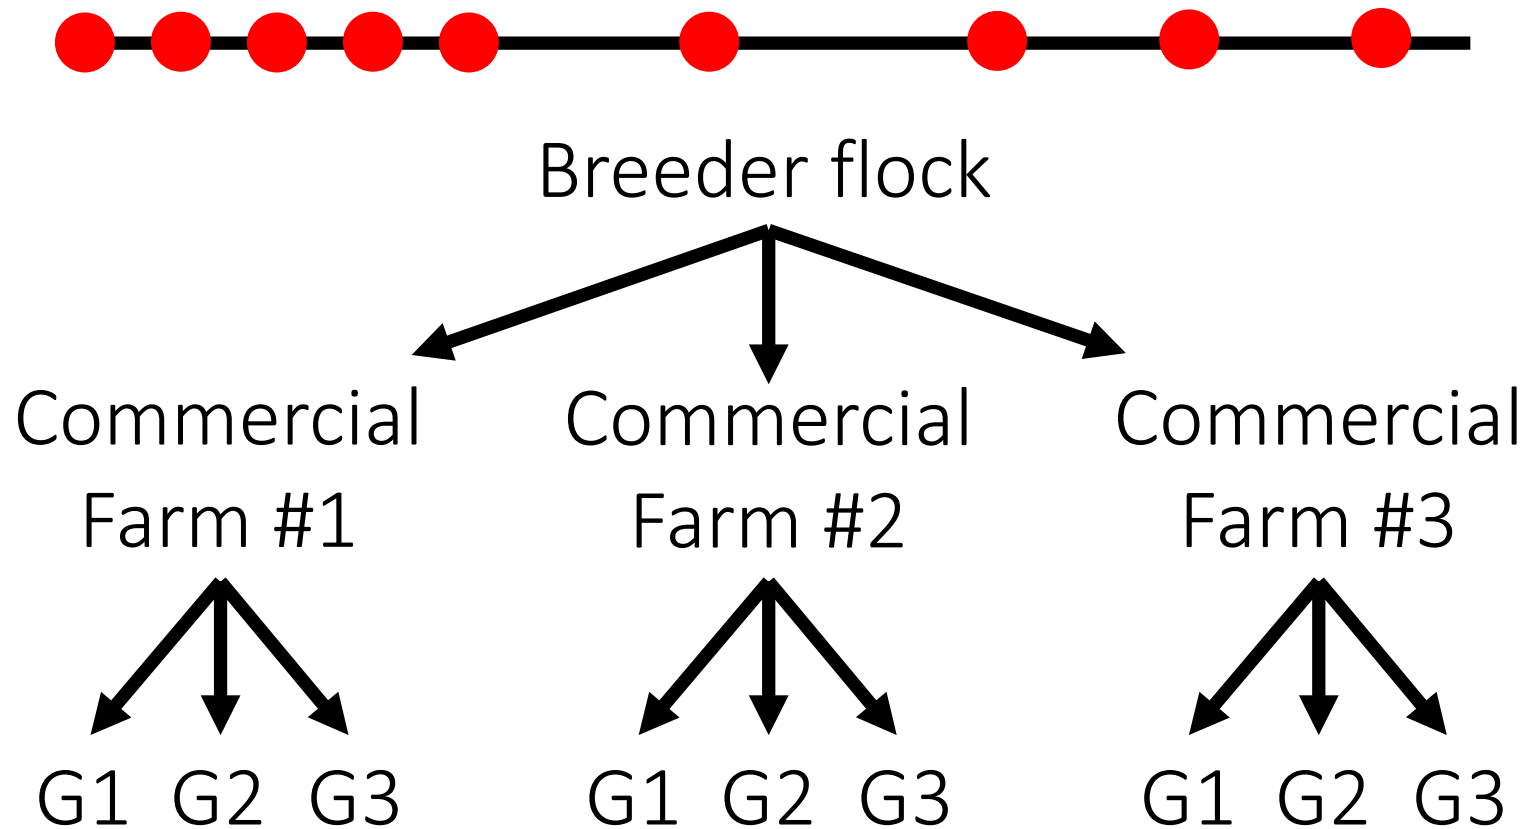 Breeder flock
Commercial Commercial Commercial
Farm #1 Farm #2 Farm #3
G1 G2 G3 G1 G2 G3 G1 G2 G3